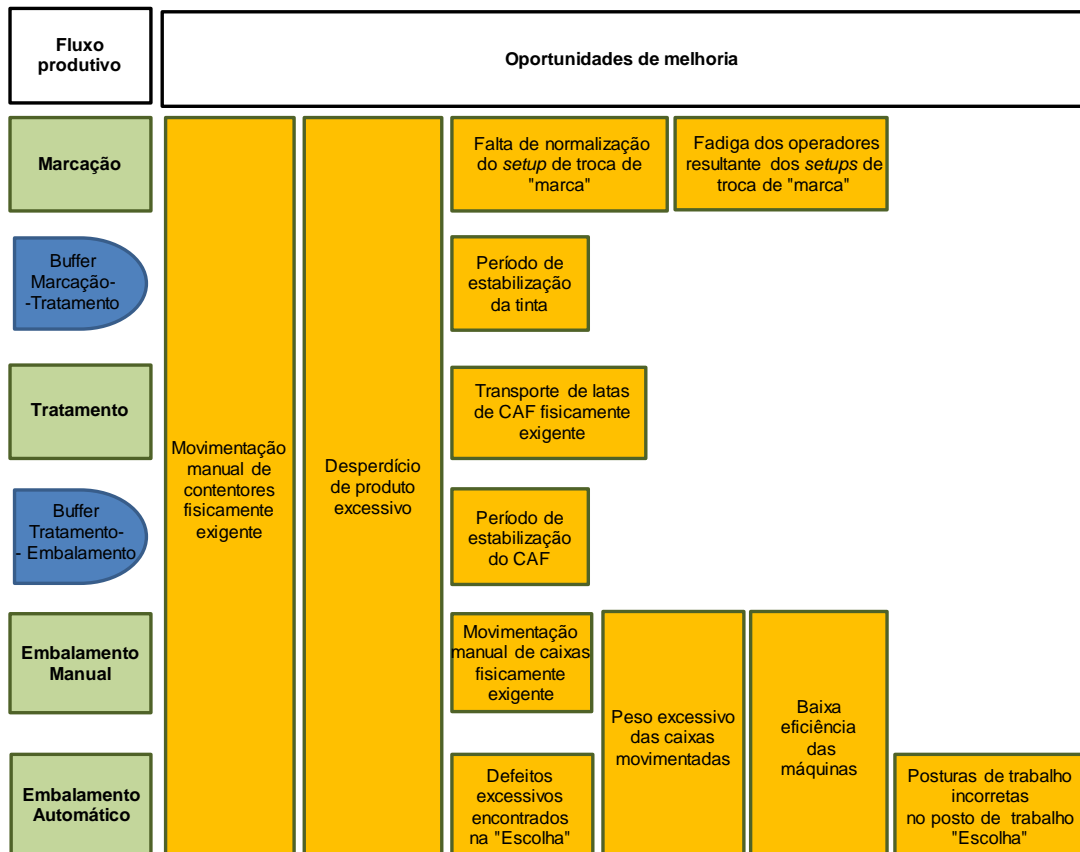 Fluxo
produtivo
Oportunidades de melhoria
Marcação
Falta de normalização
do setup de troca de
"marca"
Fadiga dos operadores
resultante dos setups de
troca de "marca"
Buffer
Marcação-
-Tratamento
Período de
estabilização
da tinta
Tratamento
Transporte de latas
de CAF fisicamente
exigente
Movimentação
manual de
contentores
fisicamente
exigente
Desperdício
de produto
excessivo
Buffer
Tratamento-
- Embalamento
Período de
estabilização
do CAF
Embalamento
Manual
Movimentação
manual de caixas
fisicamente
exigente
Peso excessivo
das caixas
movimentadas
Baixa
eficiência
das
máquinas
Embalamento
Automático
Defeitos
excessivos
encontrados
na "Escolha"
Posturas de trabalho
incorretas
no posto de trabalho
"Escolha"